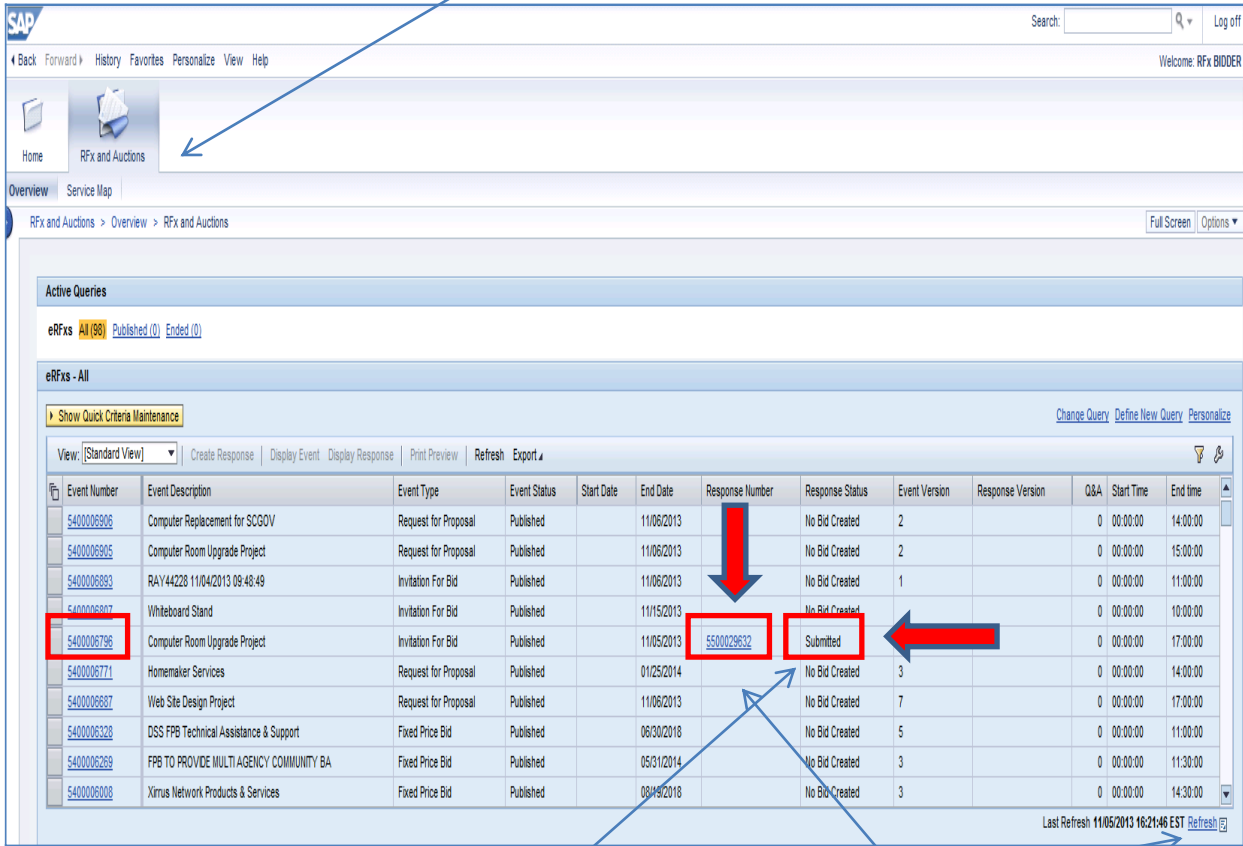 SAP Search: Log off
Back Forward History Favorites Personalize View Help Welcome: RFx BIDDER
Home RFx and Auctions
Overview Service Map
RFx and Auctions > Overview > RFx and Auctions Full Screen Options
Active Queries
eRFxs All (98) Published (0) Ended (0)
eRFxs - All
Show Quick Criteria Maintenance Change Query Define New Query Personalize
View: [Standard View] Create Response Display Event Display Response Print Preview Refresh Export
Event Number Event Description Event Type Event Status Start Date End Date Response Number Response Status Event Version Response Version Q&A Start Time End time
5400006906 Computer Replacement for SCGOV Request for Proposal Published 11/06/2013 No Bid Created 2 0 00:00:00 14:00:00
5400006905 Computer Room Upgrade Project Request for Proposal Published 11/06/2013 No Bid Created 2 0 00:00:00 15:00:00
5400006893 RAY44228 11/04/2013 09:48:49 Invitation For Bid Published 11/06/2013 No Bid Created 1 0 00:00:00 11:00:00
5400006807 Whiteboard Stand Invitation For Bid Published 11/15/2013 No Bid Created 0 00:00:00 10:00:00
5400006796 Computer Room Upgrade Project Invitation For Bid Published 11/05/2013 5500029632 Submitted 0 00:00:00 17:00:00
5400006771 Homemaker Services Request for Proposal Published 01/25/2014 No Bid Created 3 0 00:00:00 14:00:00
5400006687 Web Site Design Project Request for Proposal Published 11/06/2013 No Bid Created 7 0 00:00:00 17:00:00
5400006328 DSS FPB Technical Assistance & Support Fixed Price Bid Published 06/30/2018 No Bid Created 5 0 00:00:00 11:00:00
5400006269 FPB TO PROVIDE MULTI AGENCY COMMUNITY BA Fixed Price Bid Published 05/31/2014 No Bid Created 3 0 00:00:00 11:30:00
5400006008 Xirrus Network Products & Services Fixed Price Bid Published 08/19/2018 No Bid Created 3 0 00:00:00 14:30:00
Last Refresh 11/05/2013 16:21:46 EST Refresh